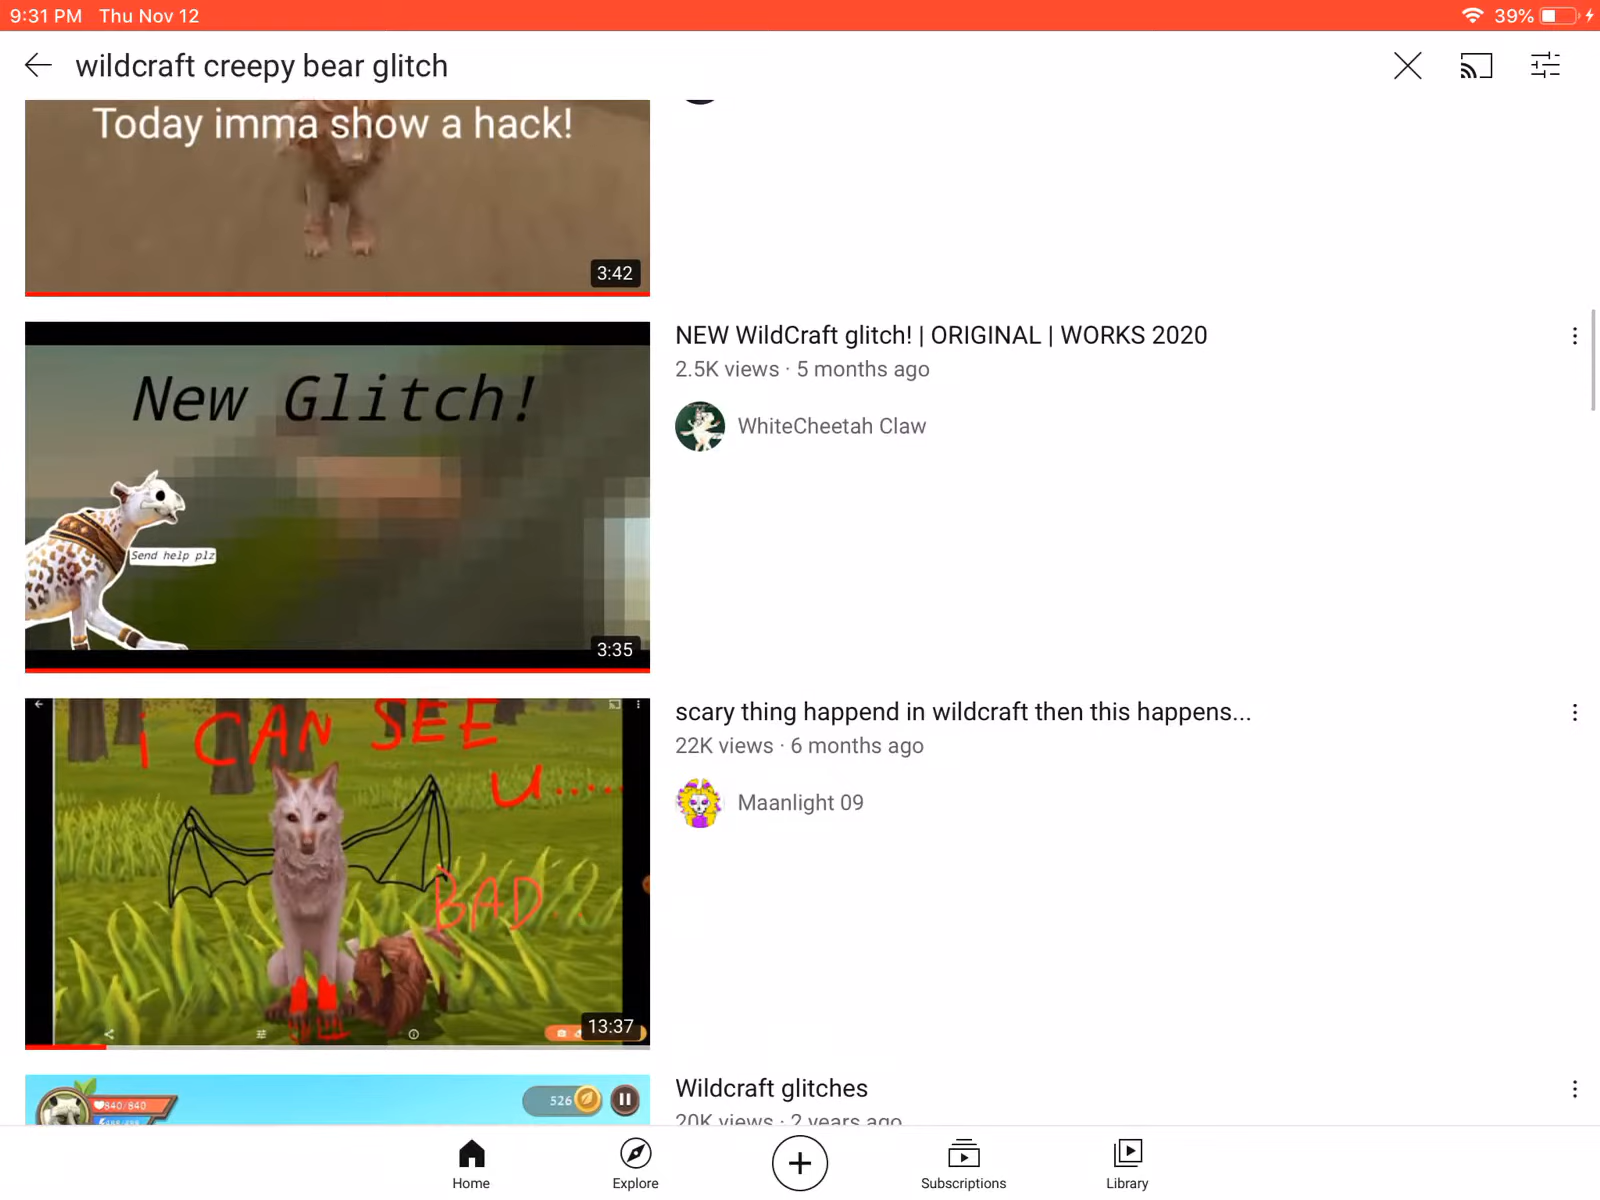 9:31 PM Thu Nov 12
39%
wildcraft creepy bear glitch
Today imma show a hack!
3:42
New Glitch!
Send help plz
3:35
NEW WildCraft glitch! | ORIGINAL | WORKS 2020
2.5K views · 5 months ago
WhiteCheetah Claw
i CAN SEE
U.....
BAD...
13:37
scary thing happend in wildcraft then this happens...
22K views · 6 months ago
Maanlight 09
840/840
526
Wildcraft glitches
20K views · 2 years ago
Home
Explore
Subscriptions
Library